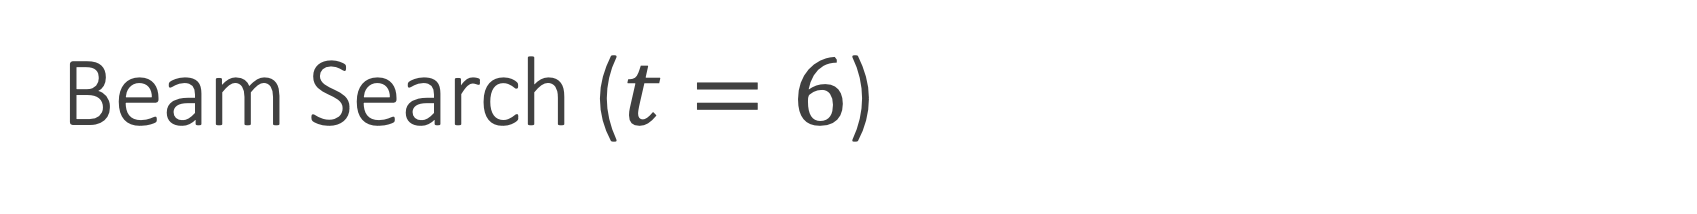 Beam Search (t = 6)